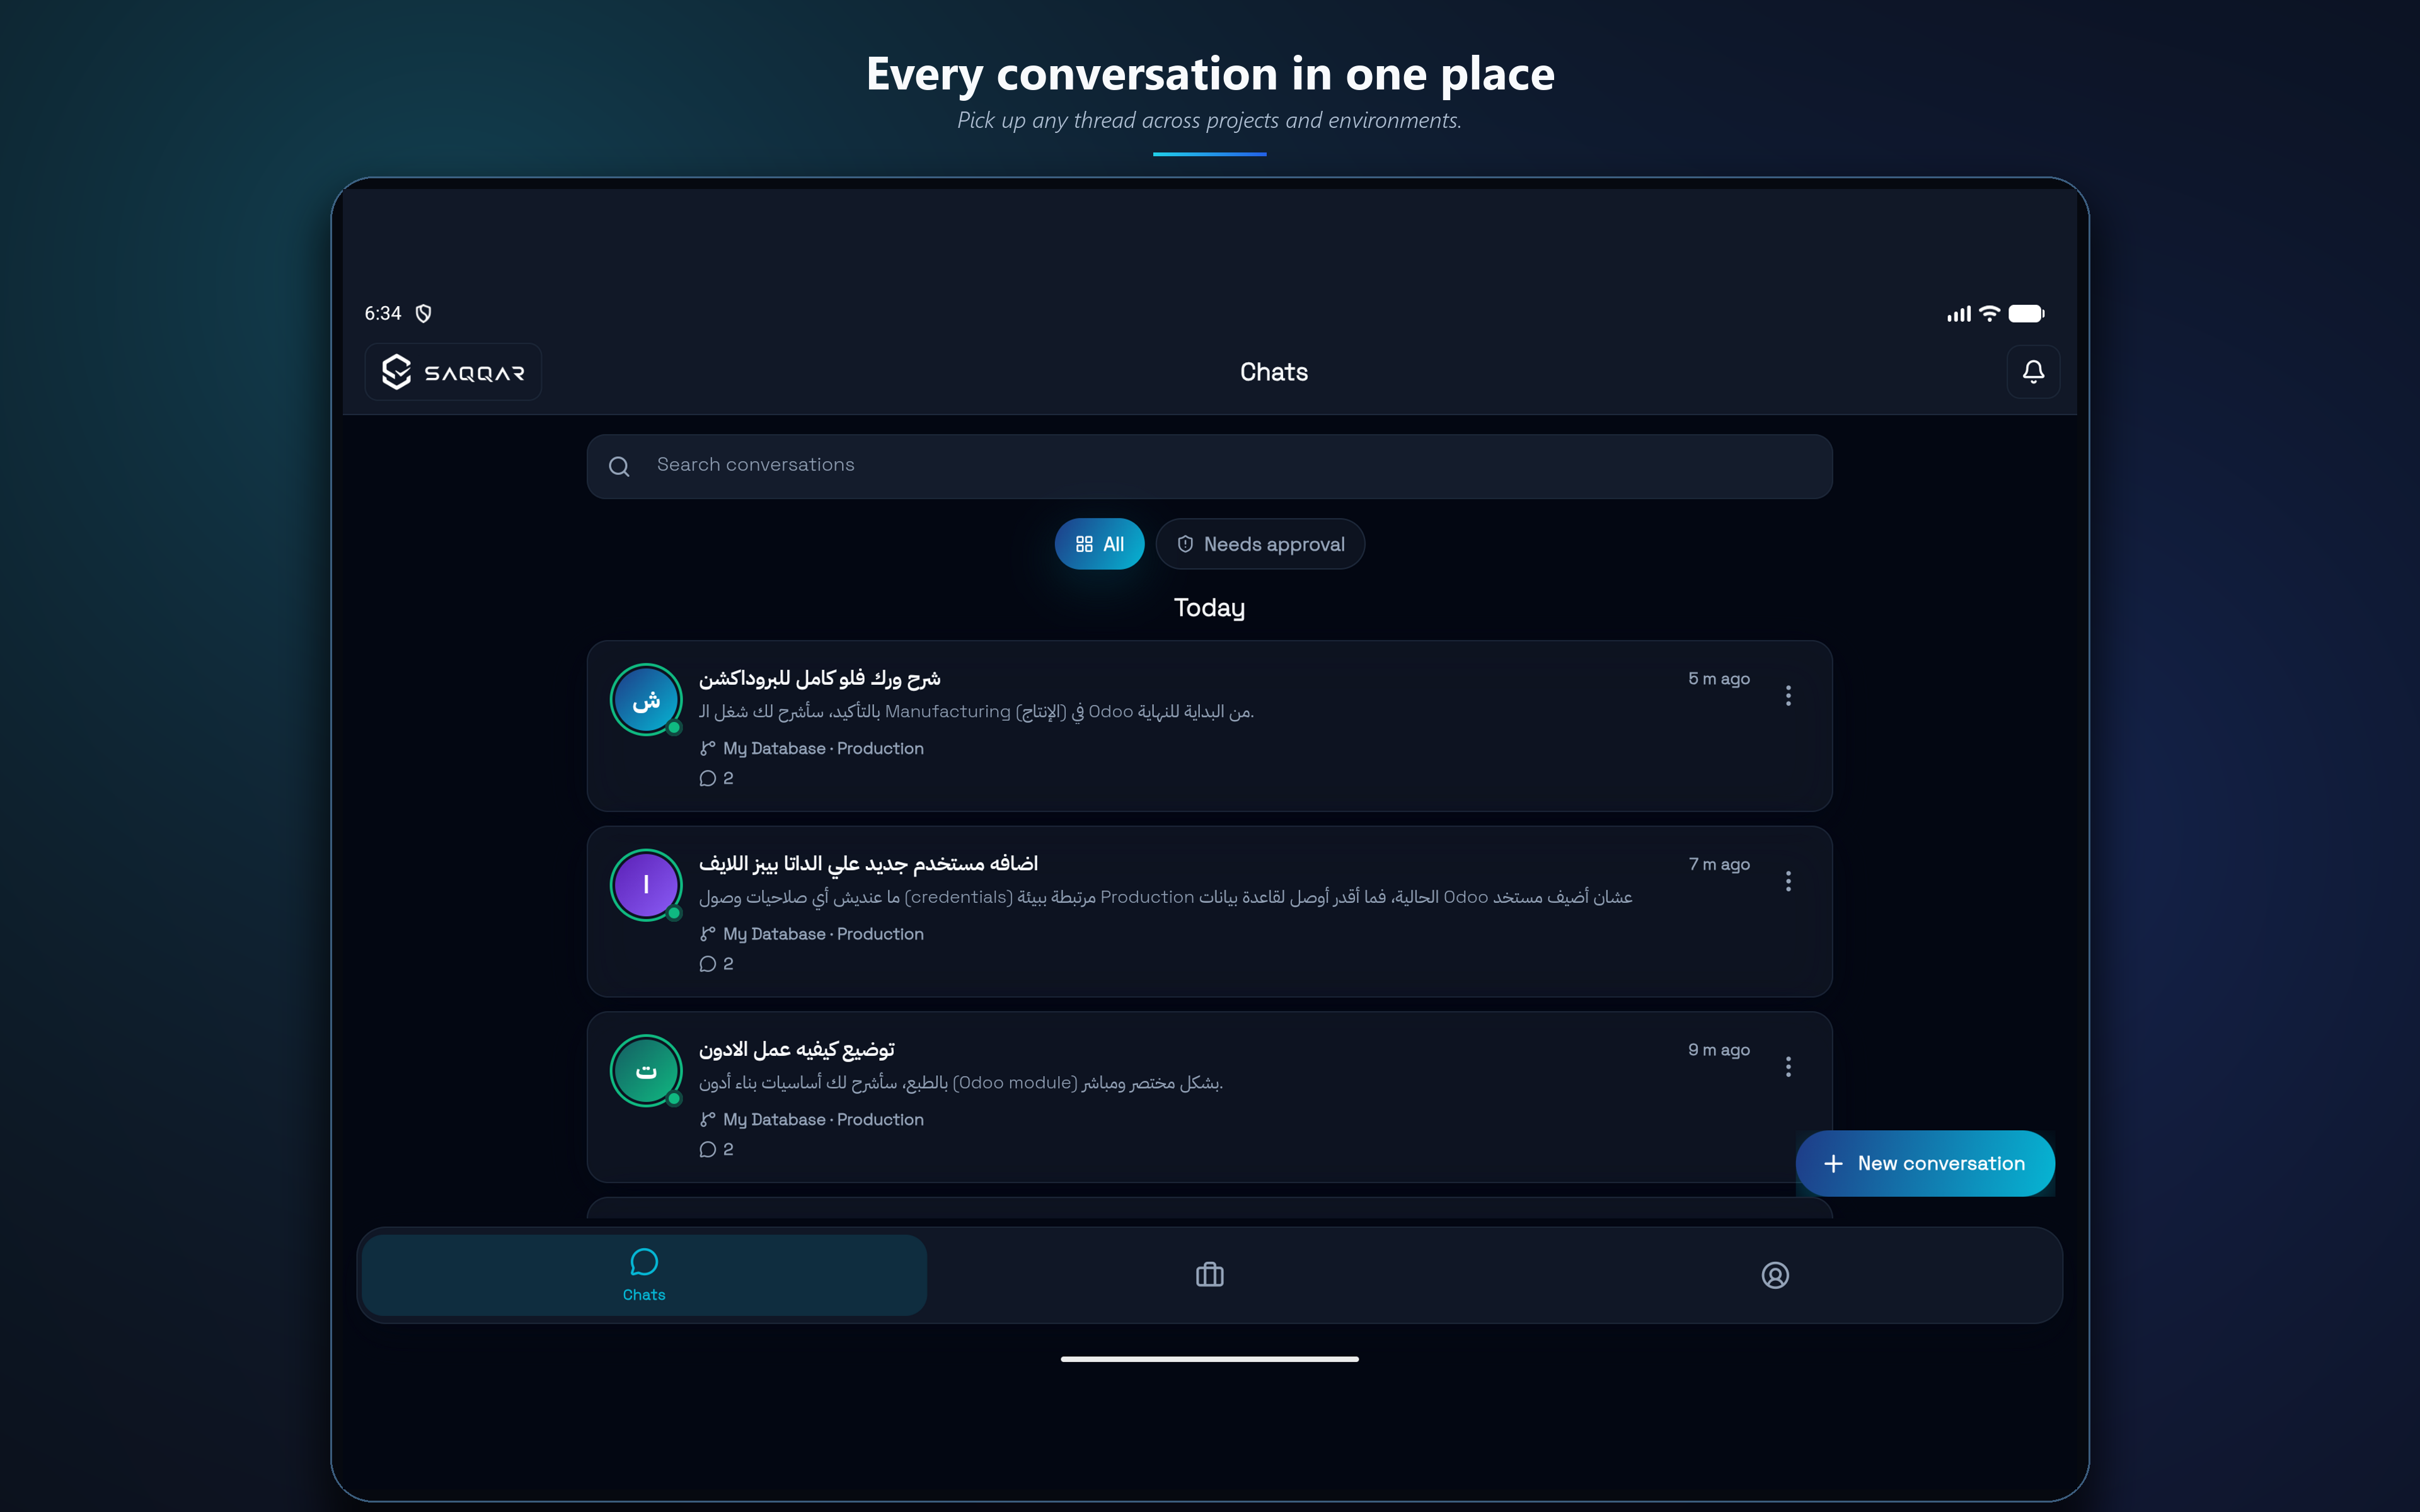 Every conversation in one place
Pick up any thread across projects and environments.
6:34
SAQQAR
Chats
Search conversations
All
Needs approval
Today
ش
شرح ورك فلو كامل للبروداكشن
5 m ago
بالتأكيد، سأشرح لك شغل الـ Manufacturing (الإنتاج) في Odoo من البداية للنهاية.
My Database · Production
2
ا
اضافه مستخدم جديد علي الداتا بيبز اللايف
7 m ago
ما عنديش أي صلاحيات وصول (credentials) مرتبطة ببيئة Production الحالية، فما أقدر أوصل لقاعدة بيانات Odoo عشان أضيف مستخد
My Database · Production
2
ت
توضيع كيفيه عمل الادون
9 m ago
بالطبع، سأشرح لك أساسيات بناء أدون (Odoo module) بشكل مختصر ومباشر.
My Database · Production
2
New conversation
Chats